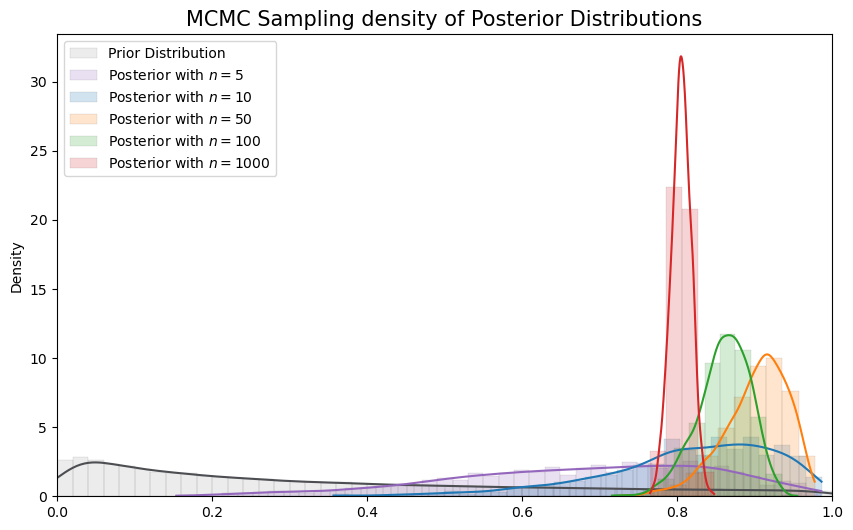 MCMC Sampling density of Posterior Distributions
Prior Distribution
Posterior with n = 5
Posterior with n = 10
Posterior with n = 50
Posterior with n = 100
Posterior with n = 1000
Density
30
25
20
15
10
5
0
0.0 0.2 0.4 0.6 0.8 1.0